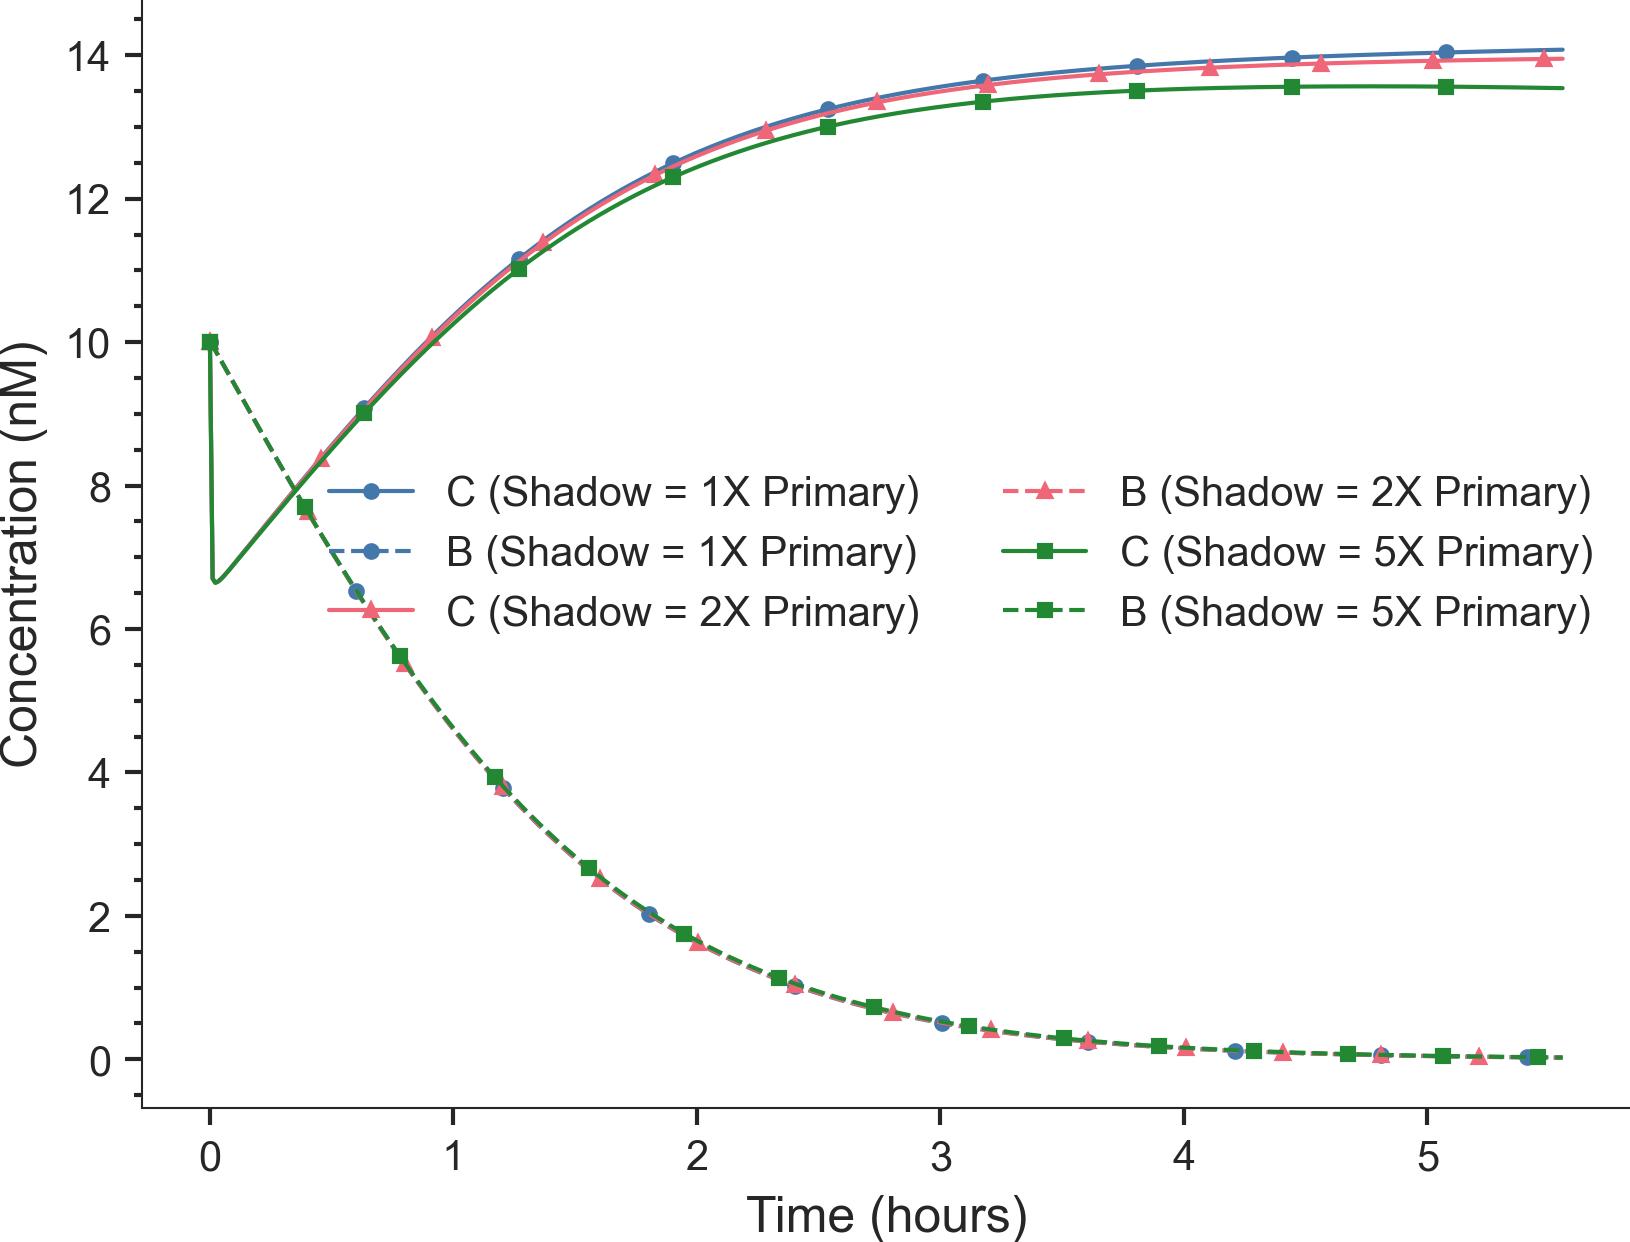 14
12
10
8
6
4
2
0
Concentration (nM)
C (Shadow = 1X Primary)
B (Shadow = 1X Primary)
C (Shadow = 2X Primary)
B (Shadow = 2X Primary)
C (Shadow = 5X Primary)
B (Shadow = 5X Primary)
0 1 2 3 4 5
Time (hours)